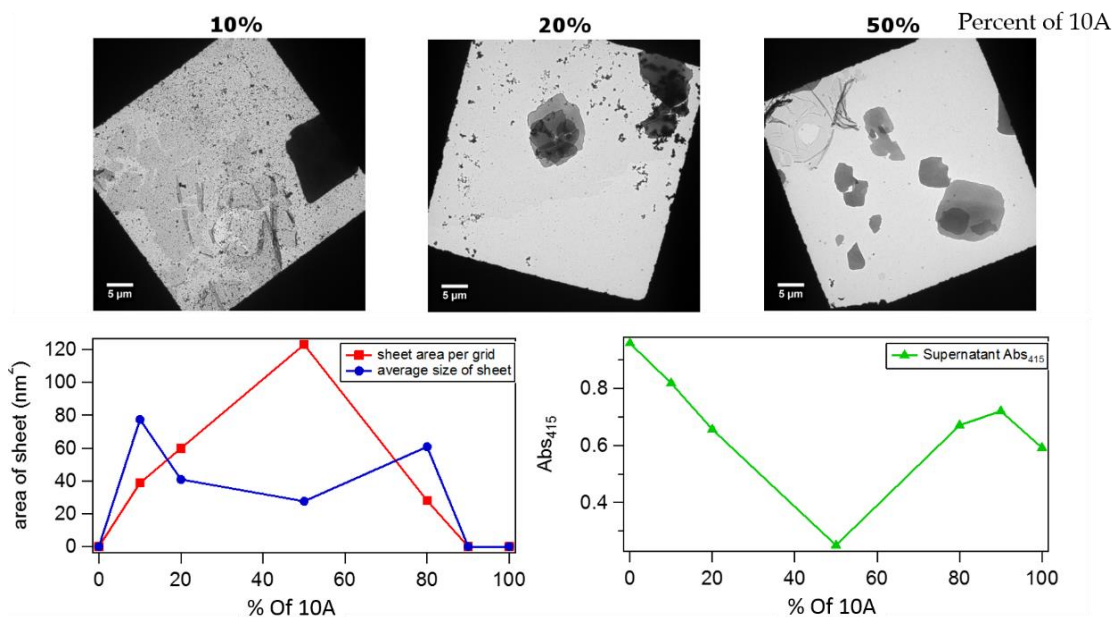 10%
20%
50%
Percent of 10A
5 µm
5 µm
5 µm
sheet area per grid
average size of sheet
area of sheet (nm²)
120
100
80
60
40
20
0
0 20 40 60 80 100
% Of 10A
Supernatant Abs₄₁₅
Abs₄₁₅
0.8
0.6
0.4
0 20 40 60 80 100
% Of 10A